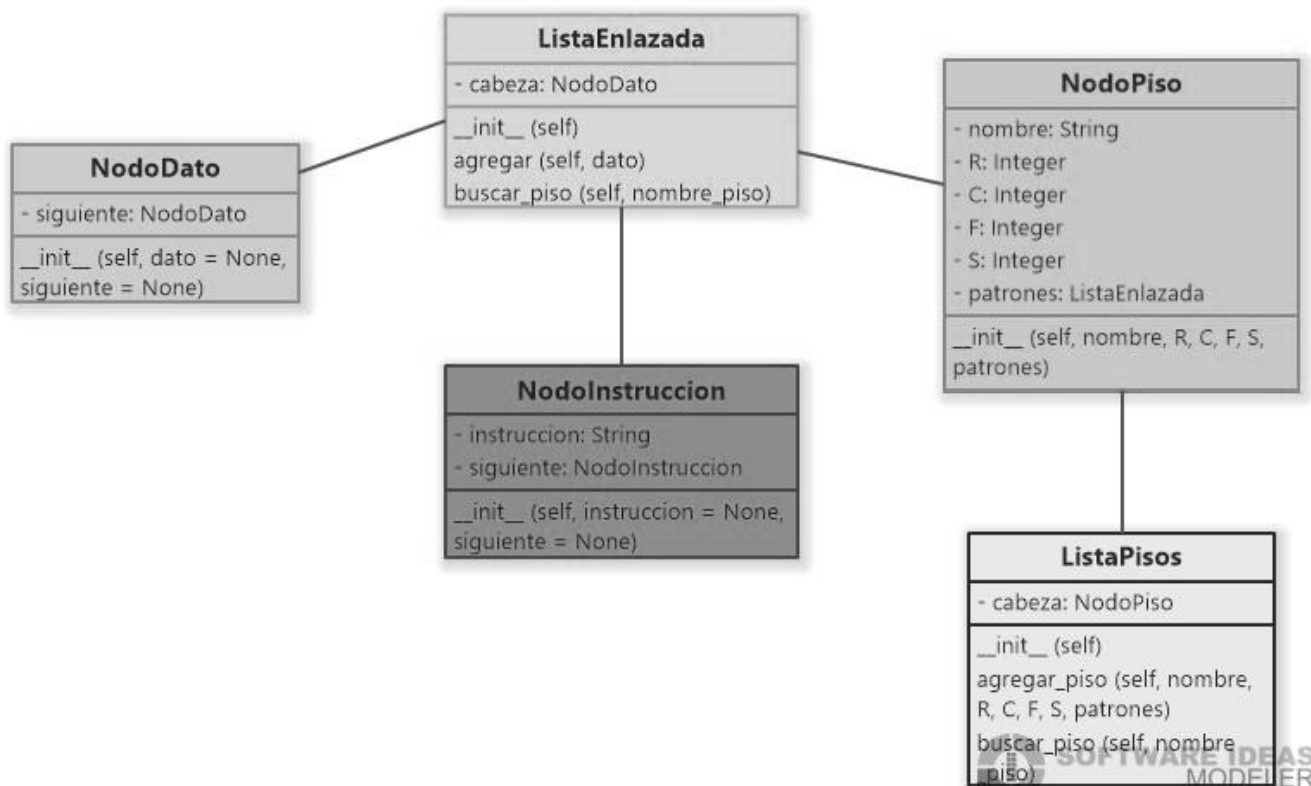 ListaEnlazada
- cabeza: NodoDato
__init__ (self)
agregar (self, dato)
buscar_piso (self, nombre_piso)
NodoDato
- siguiente: NodoDato
__init__ (self, dato = None,
siguiente = None)
NodoPiso
- nombre: String
- R: Integer
- C: Integer
- F: Integer
- S: Integer
- patrones: ListaEnlazada
__init__ (self, nombre, R, C, F, S,
patrones)
NodoInstruccion
- instruccion: String
- siguiente: NodoInstruccion
__init__ (self, instruccion = None,
siguiente = None)
ListaPisos
- cabeza: NodoPiso
__init__ (self)
agregar_piso (self, nombre,
R, C, F, S, patrones)
buscar_piso (self, nombre
_piso)
SOFTWARE IDEAS
MODELER